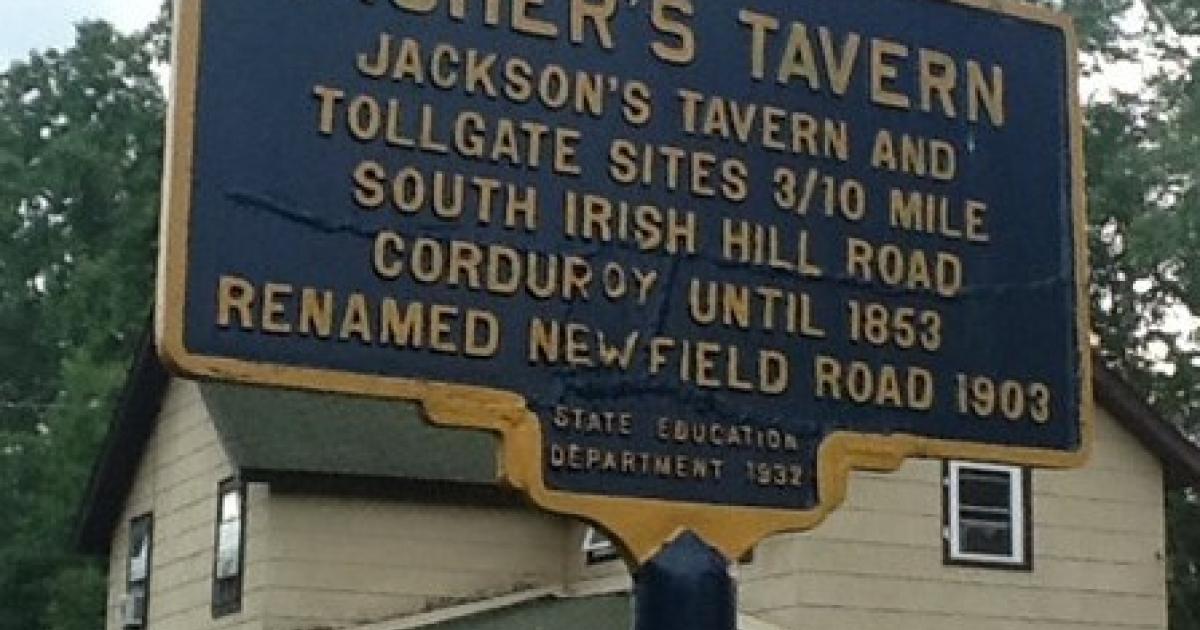 TAVERN
JACKSON'S TAVERN AND
TOLLGATE SITES 3/10 MILE
SOUTH IRISH HILL ROAD
CORDUROY UNTIL 1853
RENAMED NEWFIELD ROAD 1903
STATE EDUCATION
DEPARTMENT 1932